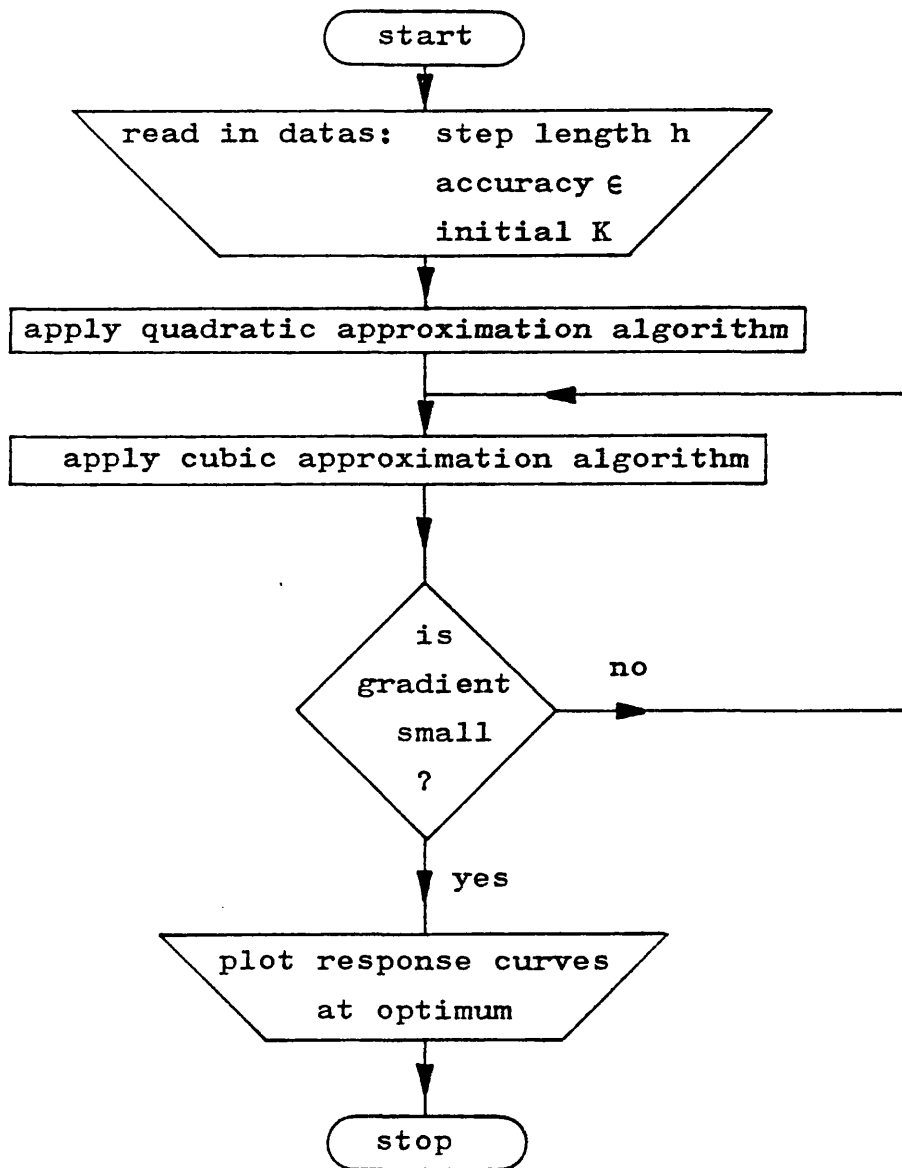 start
read in datas: step length h
accuracy ϵ
initial K
apply quadratic approximation algorithm
apply cubic approximation algorithm
is
gradient
small
?
no
yes
plot response curves
at optimum
stop